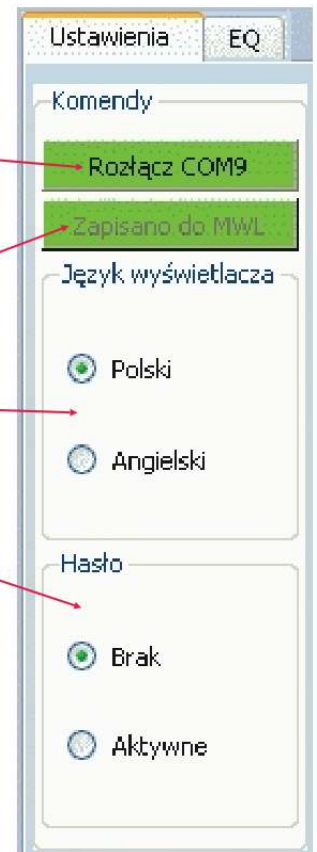 Ustawienia EQ
Komendy
Rozłącz COM9
Zapisano do MWL
Język wyświetlacza
Polski
Angielski
Hasło
Brak
Aktywne